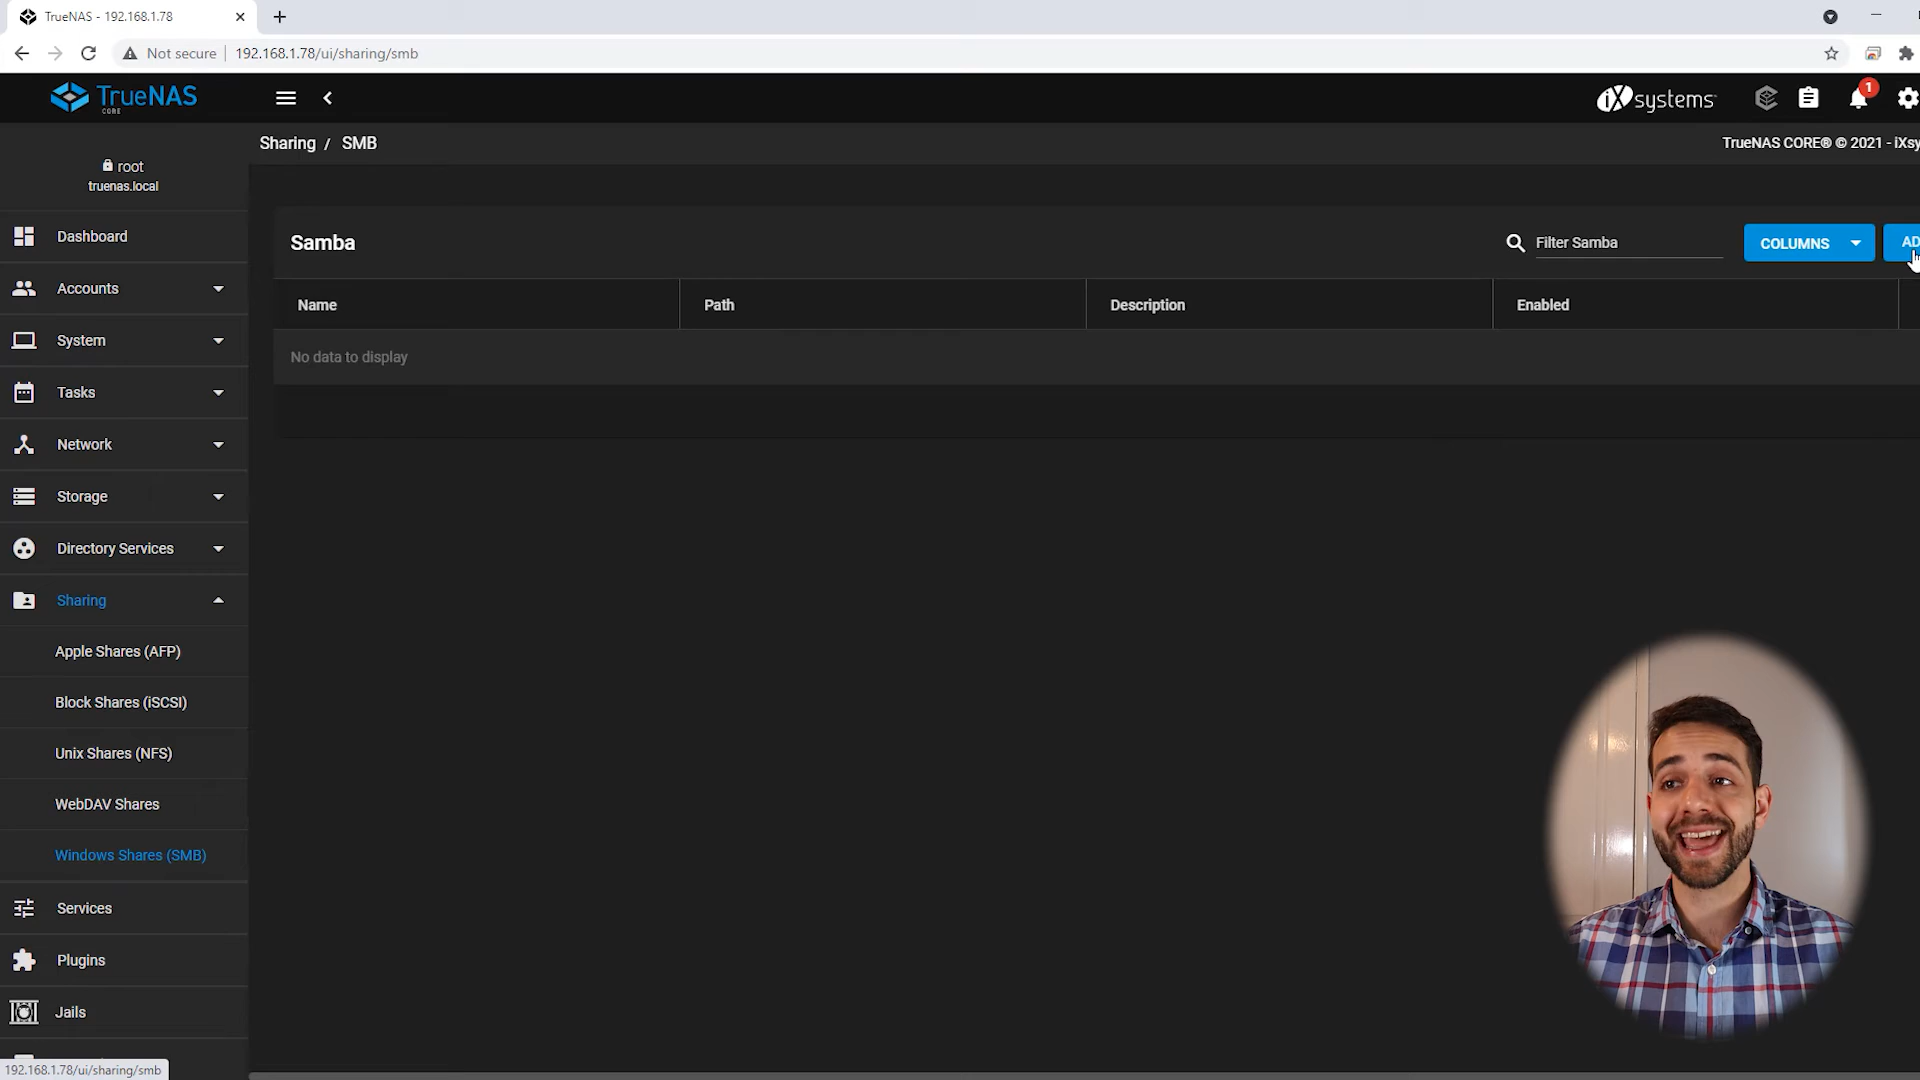 TrueNAS - 192.168.1.78
Not secure
192.168.1.78/ui/sharing/smb
TrueNAS
CORE
iXsystems
1
Sharing / SMB
TrueNAS CORE® © 2021 - iXsy
root
truenas.local
Dashboard
Accounts
System
Tasks
Network
Storage
Directory Services
Sharing
Apple Shares (AFP)
Block Shares (iSCSI)
Unix Shares (NFS)
WebDAV Shares
Windows Shares (SMB)
Services
Plugins
Jails
Samba
Filter Samba
COLUMNS
AD
Name
Path
Description
Enabled
No data to display
192.168.1.78/ui/sharing/smb